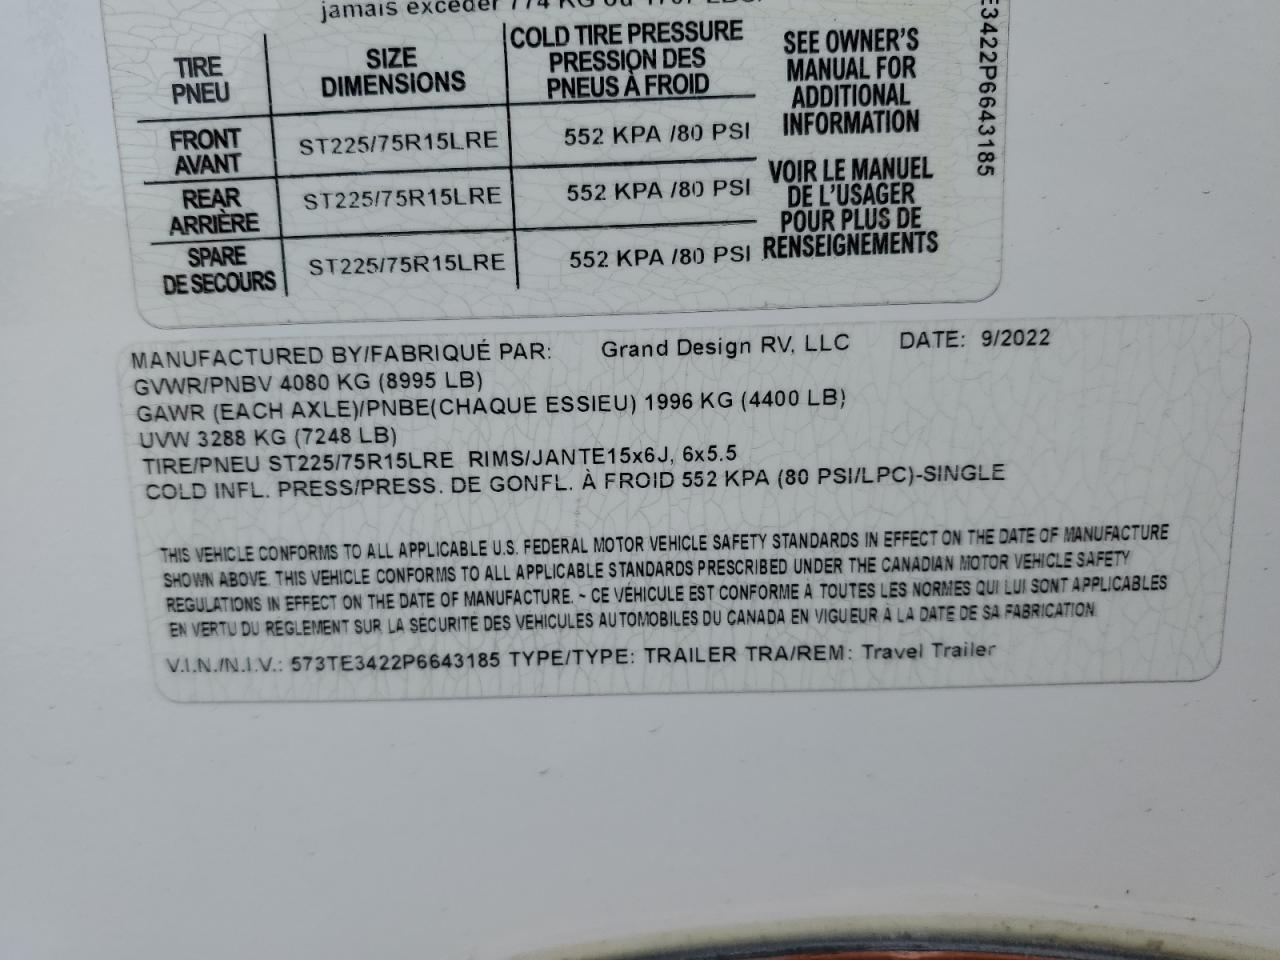 jamais excéder 774 KG ou 1707 LBS.
TIRE
PNEU
SIZE
DIMENSIONS
COLD TIRE PRESSURE
PRESSION DES
PNEUS À FROID
FRONT
AVANT
ST225/75R15LRE
552 KPA /80 PSI
REAR
ARRIÈRE
ST225/75R15LRE
552 KPA /80 PSI
SPARE
DE SECOURS
ST225/75R15LRE
552 KPA /80 PSI
SEE OWNER'S
MANUAL FOR
ADDITIONAL
INFORMATION
VOIR LE MANUEL
DE L'USAGER
POUR PLUS DE
RENSEIGNEMENTS
E3422P6643185
MANUFACTURED BY/FABRIQUÉ PAR: Grand Design RV, LLC DATE: 9/2022
GVWR/PNBV 4080 KG (8995 LB)
GAWR (EACH AXLE)/PNBE(CHAQUE ESSIEU) 1996 KG (4400 LB)
UVW 3288 KG (7248 LB)
TIRE/PNEU ST225/75R15LRE RIMS/JANTE15x6J, 6x5.5
COLD INFL. PRESS/PRESS. DE GONFL. À FROID 552 KPA (80 PSI/LPC)-SINGLE
THIS VEHICLE CONFORMS TO ALL APPLICABLE U.S. FEDERAL MOTOR VEHICLE SAFETY STANDARDS IN EFFECT ON THE DATE OF MANUFACTURE
SHOWN ABOVE. THIS VEHICLE CONFORMS TO ALL APPLICABLE STANDARDS PRESCRIBED UNDER THE CANADIAN MOTOR VEHICLE SAFETY
REGULATIONS IN EFFECT ON THE DATE OF MANUFACTURE. - CE VÉHICULE EST CONFORME À TOUTES LES NORMES QUI LUI SONT APPLICABLES
EN VERTU DU RÈGLEMENT SUR LA SÉCURITÉ DES VÉHICULES AUTOMOBILES DU CANADA EN VIGUEUR À LA DATE DE SA FABRICATION.
V.I.N./N.I.V.: 573TE3422P6643185 TYPE/TYPE: TRAILER TRA/REM: Travel Trailer